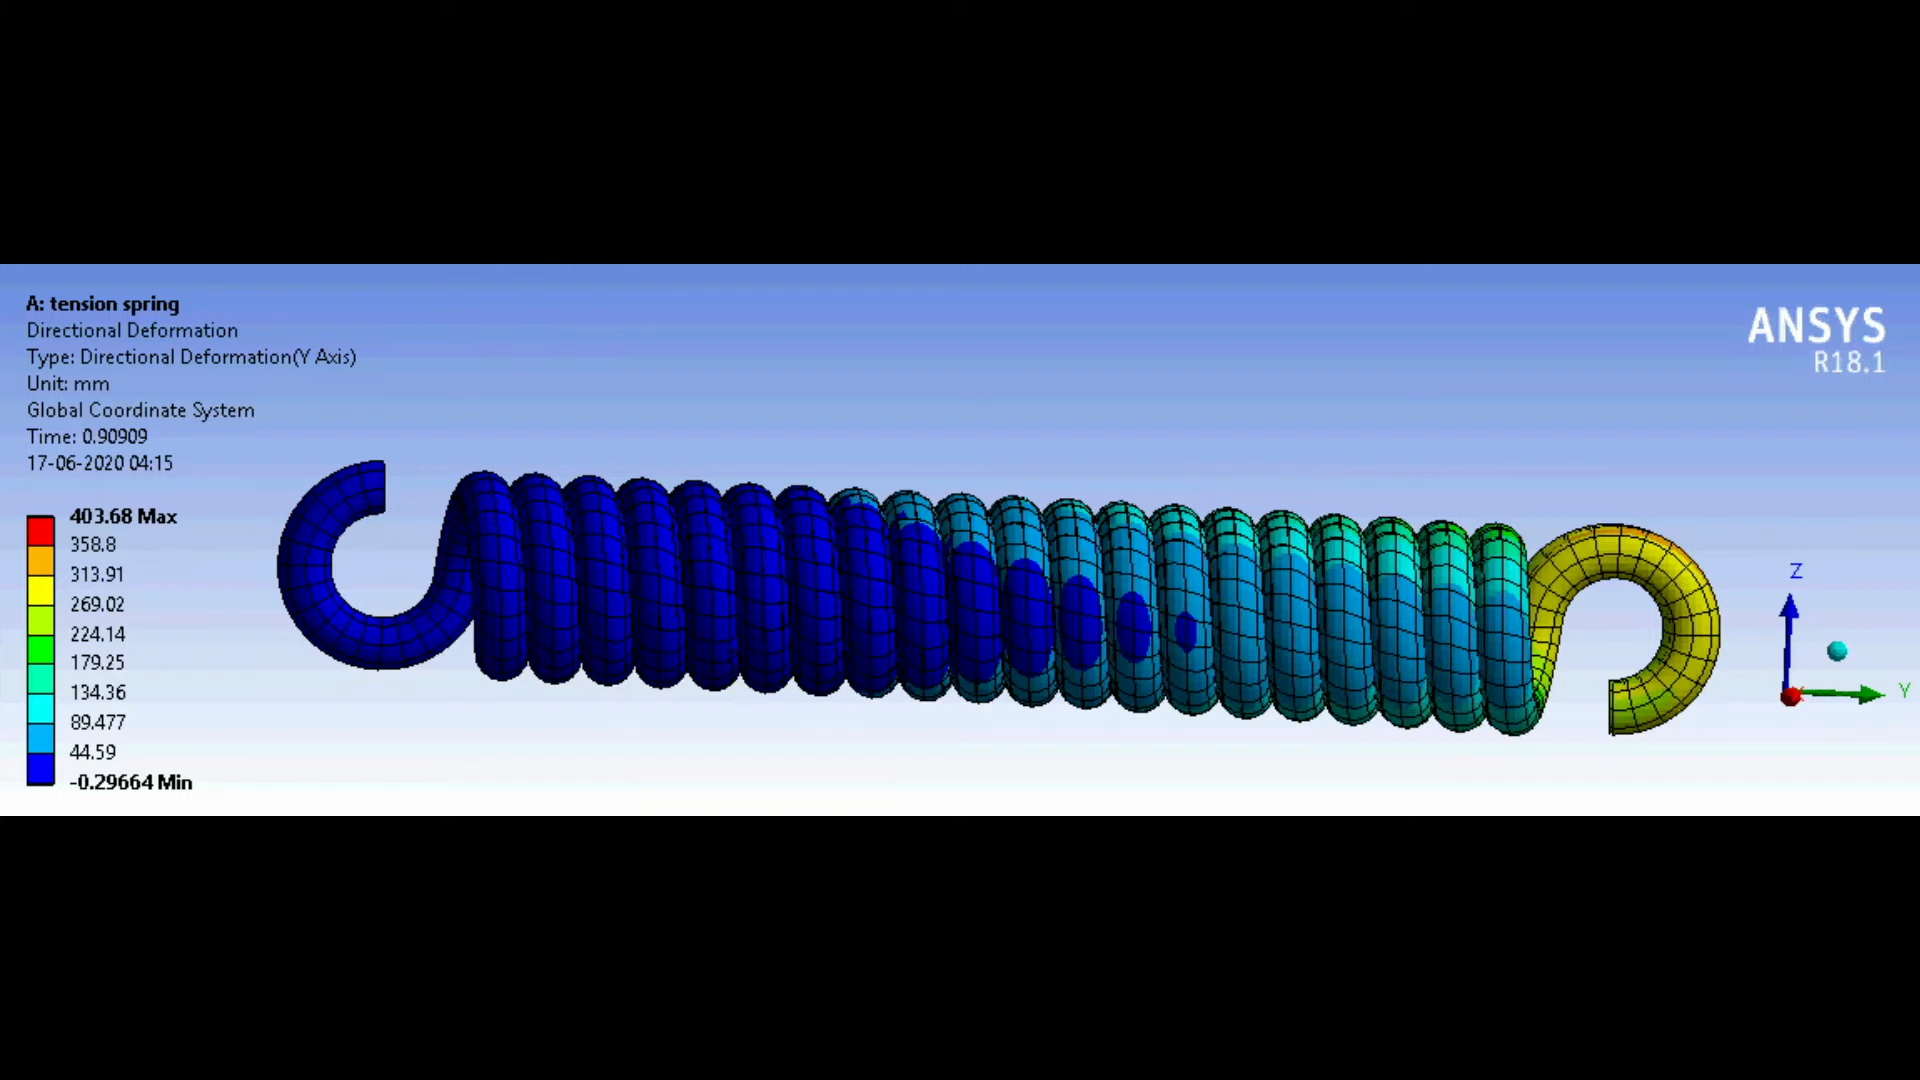 A: tension spring
Directional Deformation
Type: Directional Deformation(Y Axis)
Unit: mm
Global Coordinate System
Time: 0.90909
17-06-2020 04:15
ANSYS
R18.1
403.68 Max
358.8
313.91
269.02
224.14
179.25
134.36
89.477
44.59
-0.29664 Min
Z
Y